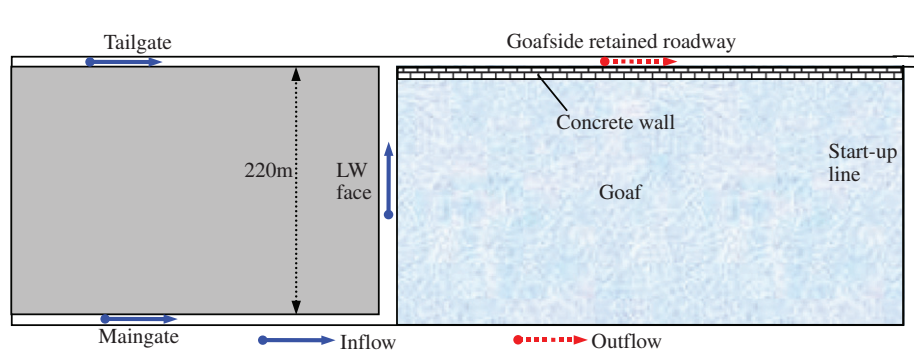 Tailgate
Goafside retained roadway
Concrete wall
220m
LW
face
Goaf
Start-up
line
Maingate
Inflow
Outflow